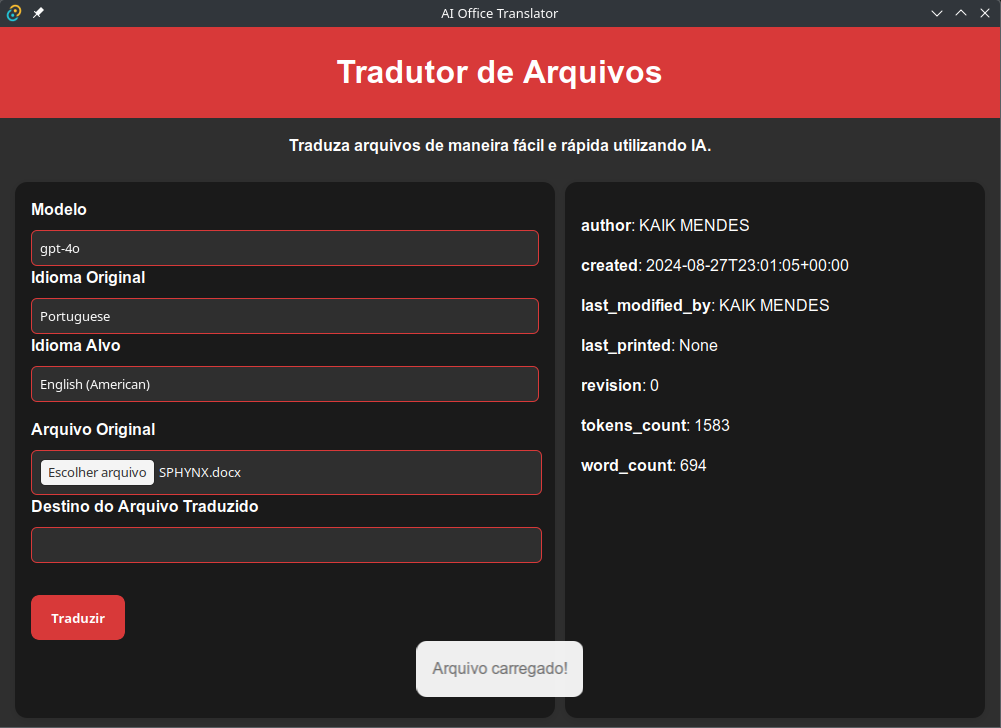 AI Office Translator
Tradutor de Arquivos
Traduza arquivos de maneira fácil e rápida utilizando IA.
Modelo
gpt-4o
Idioma Original
Portuguese
Idioma Alvo
English (American)
Arquivo Original
Escolher arquivo SPHYNX.docx
Destino do Arquivo Traduzido
Traduzir
author: KAIK MENDES
created: 2024-08-27T23:01:05+00:00
last_modified_by: KAIK MENDES
last_printed: None
revision: 0
tokens_count: 1583
word_count: 694
Arquivo carregado!